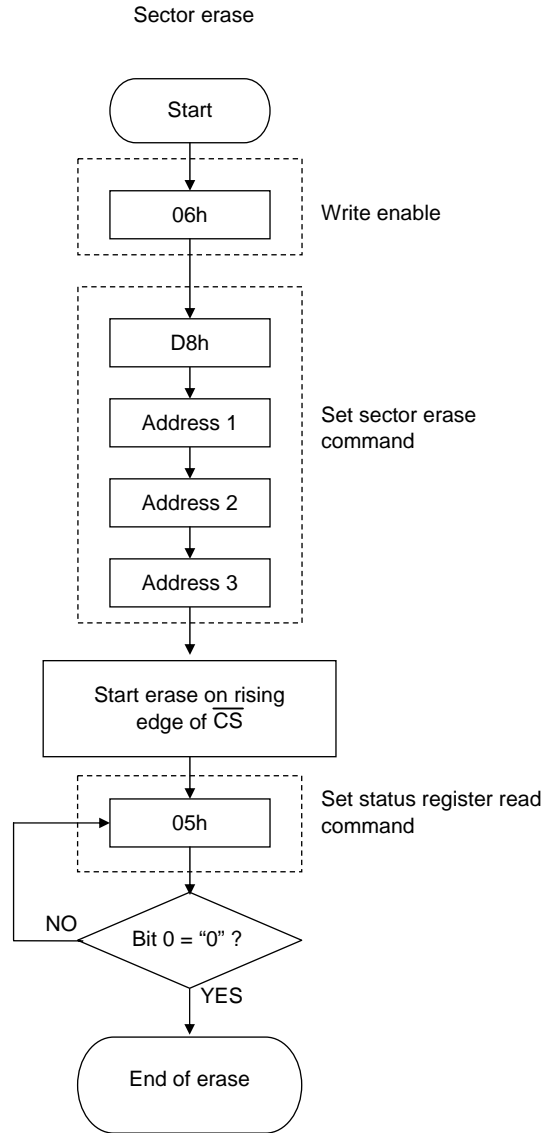 Sector erase
Start
06h
Write enable
D8h
Address 1
Set sector erase
command
Address 2
Address 3
Start erase on rising
edge of C̅S̅
05h
Set status register read
command
NO
Bit 0 = “0” ?
YES
End of erase